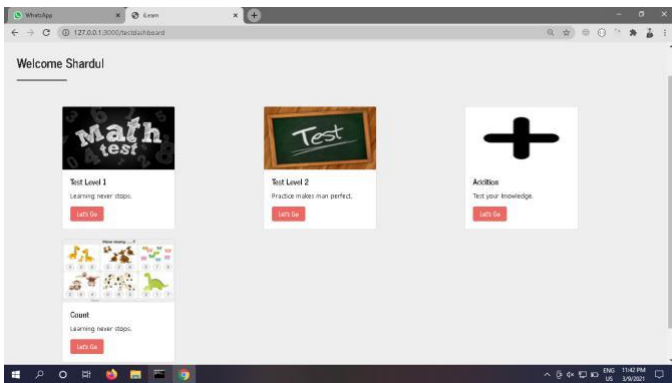 WhatsApp
iLearn
127.0.0.1:3000/testdashboard
Welcome Shardul
Math
test
Test
Test Level 1
Learning never stops.
Let's Go
Test Level 2
Practice makes man perfect.
Let's Go
Addition
Test your knowledge.
Let's Go
Count
Learning never stops.
Let's Go
ENG
11:42 PM
US
3/9/2021